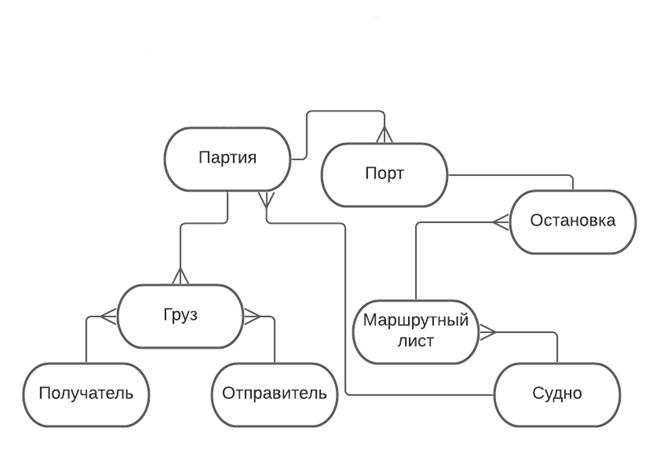 Партия
Порт
Остановка
Груз
Маршрутный
лист
Получатель
Отправитель
Судно